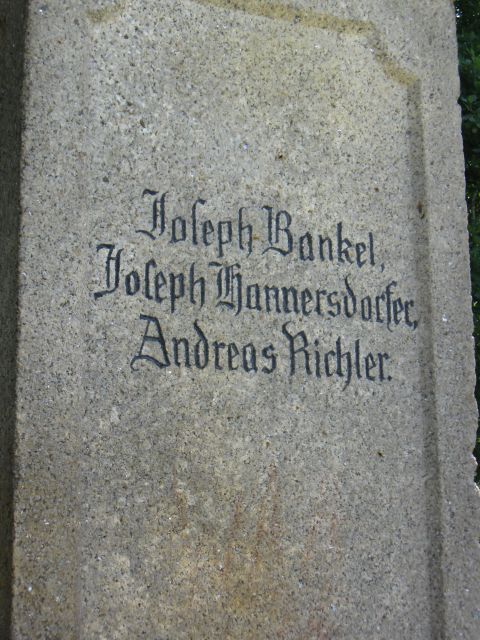 Joſeph Bankel,
Joſeph Hannersdorfer,
Andreas Richler.